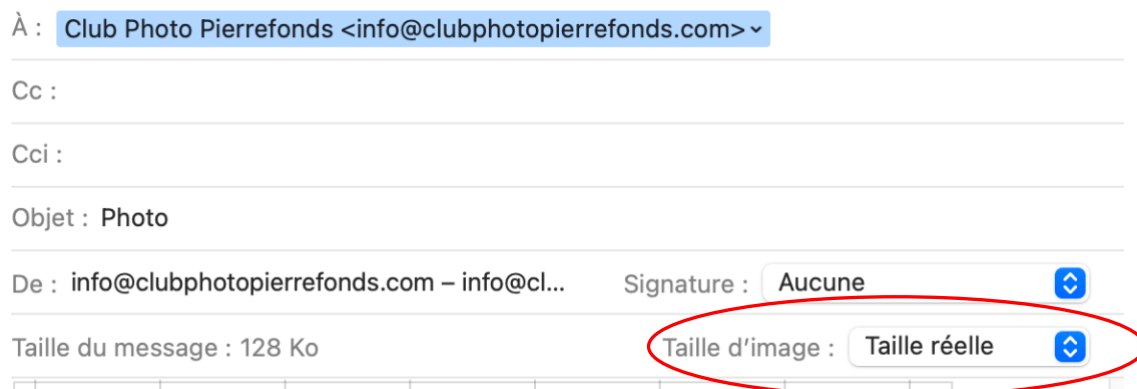 À : Club Photo Pierrefonds <info@clubphotopierrefonds.com>
Cc :
Cci :
Objet : Photo
De : info@clubphotopierrefonds.com – info@cl... Signature : Aucune
Taille du message : 128 Ko Taille d’image : Taille réelle